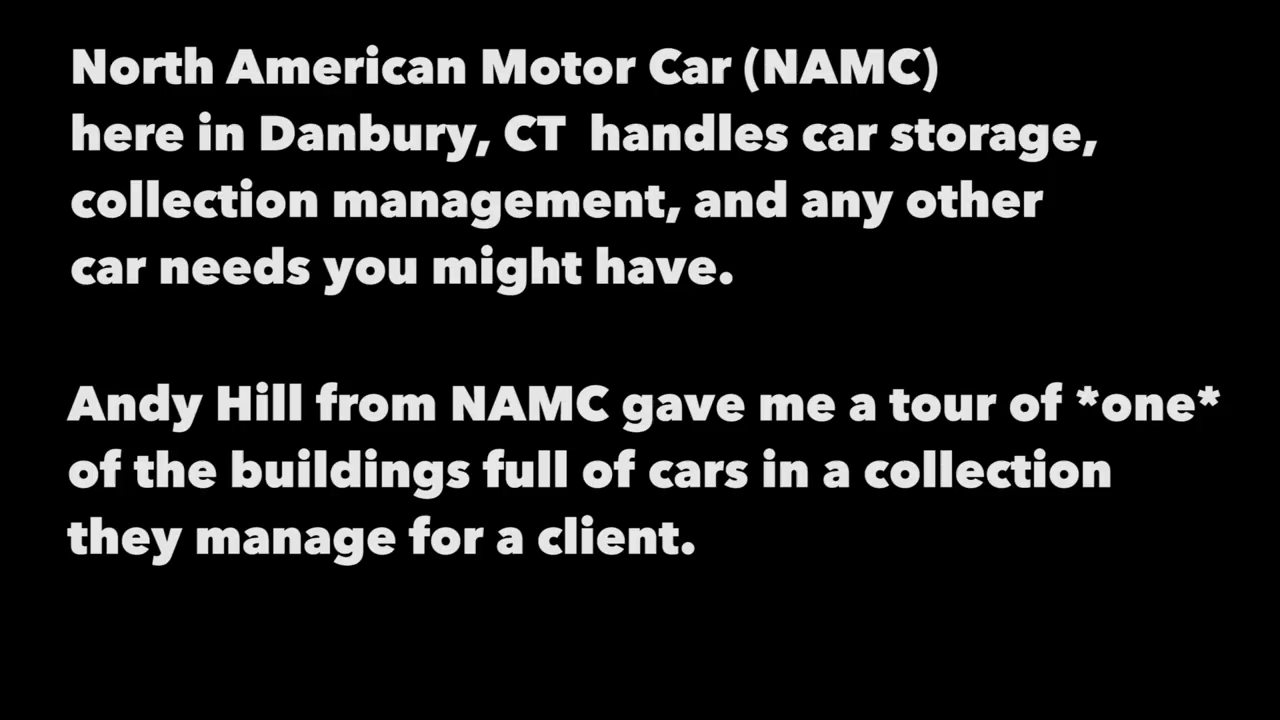 North American Motor Car (NAMC)
here in Danbury, CT  handles car storage,
collection management, and any other
car needs you might have.
Andy Hill from NAMC gave me a tour of *one*
of the buildings full of cars in a collection
they manage for a client.